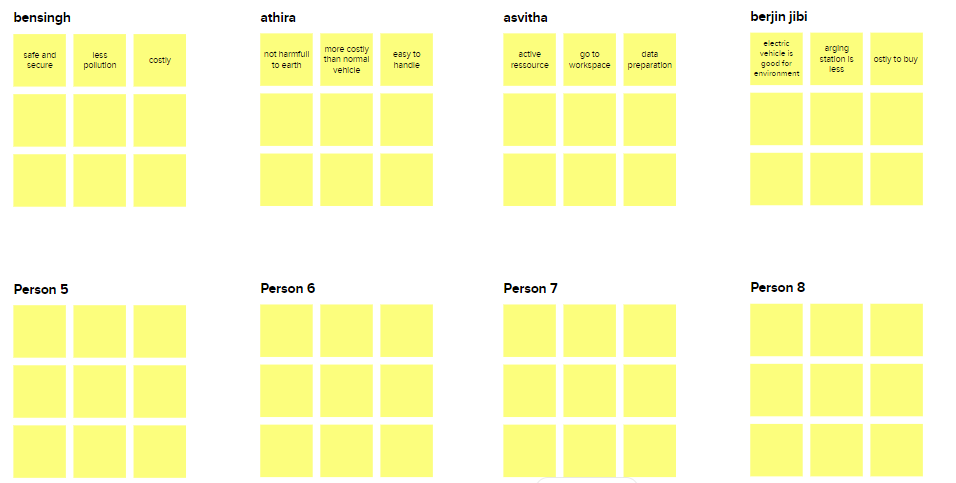 bensingh
safe and
secure
less
pollution
costly
athira
not harmfull
to earth
more costly
than normal
vehicle
easy to
handle
asvitha
active
ressource
go to
workspace
data
preparation
berjin jibi
electric
vehicle is
good for
environment
arging
station is
less
ostly to buy
Person 5
Person 6
Person 7
Person 8